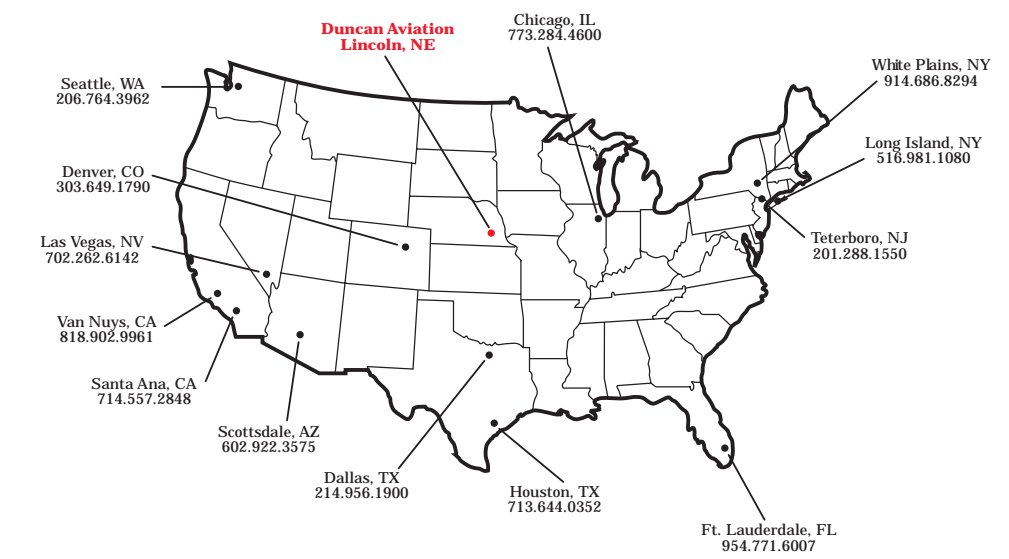 Duncan Aviation
Lincoln, NE
Chicago, IL
773.284.4600
White Plains, NY
914.686.8294
Seattle, WA
206.764.3962
Long Island, NY
516.981.1080
Denver, CO
303.649.1790
Teterboro, NJ
201.288.1550
Las Vegas, NV
702.262.6142
Van Nuys, CA
818.902.9961
Santa Ana, CA
714.557.2848
Scottsdale, AZ
602.922.3575
Dallas, TX
214.956.1900
Houston, TX
713.644.0352
Ft. Lauderdale, FL
954.771.6007